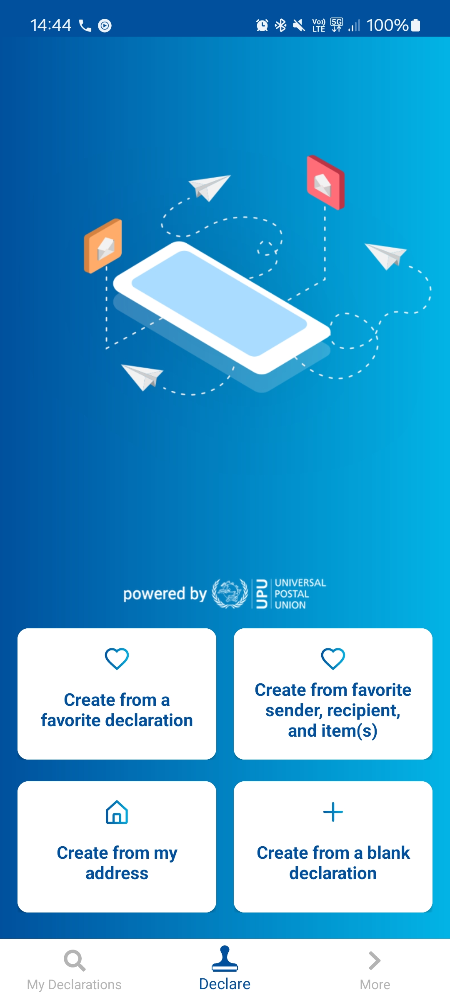 14:44
Vo)) LTE
5G
100%
powered by
UPU
UNIVERSAL
POSTAL
UNION
Create from a
favorite declaration
Create from favorite
sender, recipient,
and item(s)
Create from my
address
Create from a blank
declaration
My Declarations
Declare
More